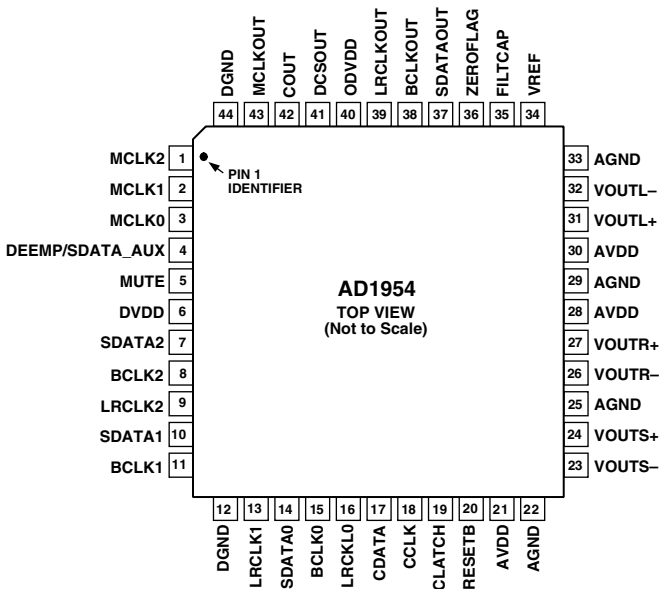 DGND
MCLKOUT
COUT
DCSOUT
ODVDD
LRCLKOUT
BCLKOUT
SDATAOUT
ZEROFLAG
FILTCAP
VREF
44 43 42 41 40 39 38 37 36 35 34
MCLK2 1
MCLK1 2
MCLK0 3
DEEMP/SDATA_AUX 4
MUTE 5
DVDD 6
SDATA2 7
BCLK2 8
LRCLK2 9
SDATA1 10
BCLK1 11
PIN 1
IDENTIFIER
AD1954
TOP VIEW
(Not to Scale)
33 AGND
32 VOUTL–
31 VOUTL+
30 AVDD
29 AGND
28 AVDD
27 VOUTR+
26 VOUTR–
25 AGND
24 VOUTS+
23 VOUTS–
12 13 14 15 16 17 18 19 20 21 22
DGND
LRCLK1
SDATA0
BCLK0
LRCKL0
CDATA
CCLK
CLATCH
RESETB
AVDD
AGND